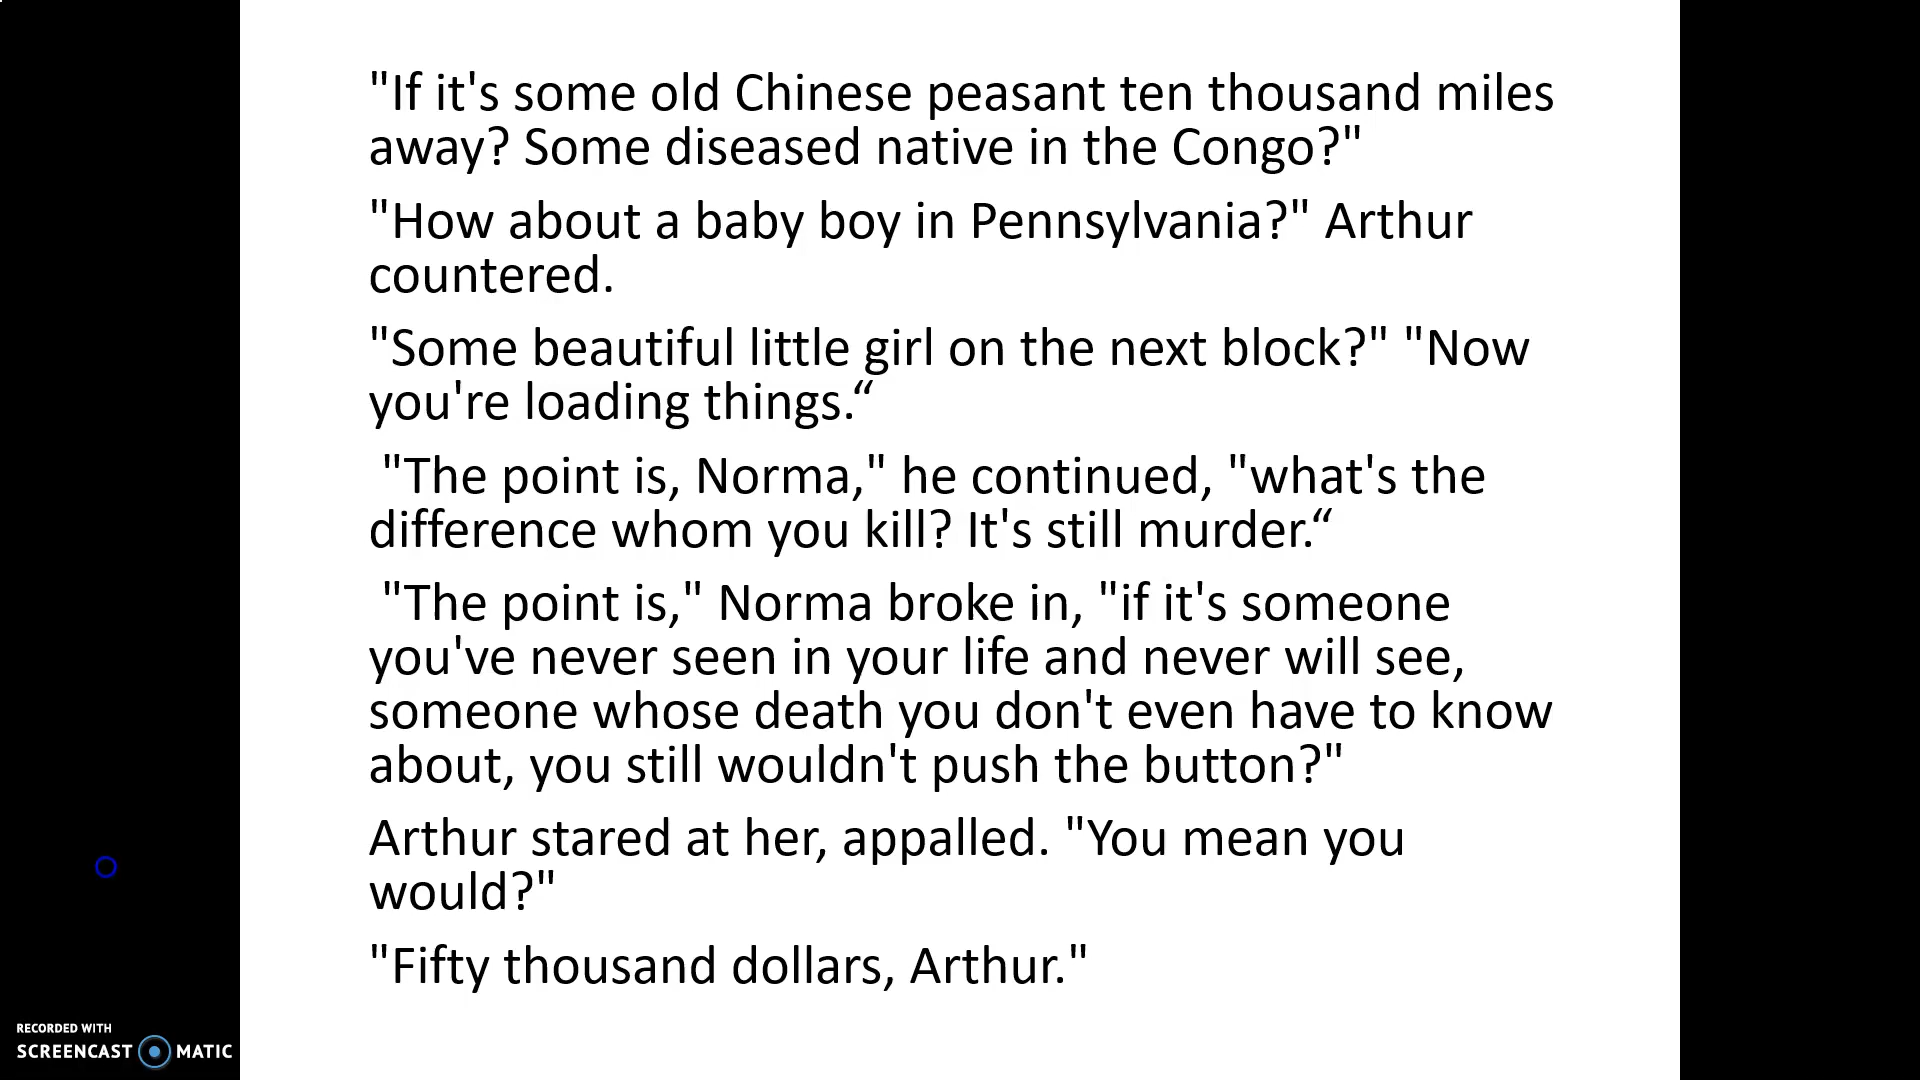 "If it's some old Chinese peasant ten thousand miles
away? Some diseased native in the Congo?"
"How about a baby boy in Pennsylvania?" Arthur
countered.
"Some beautiful little girl on the next block?" "Now
you're loading things.“
"The point is, Norma," he continued, "what's the
difference whom you kill? It's still murder.“
"The point is," Norma broke in, "if it's someone
you've never seen in your life and never will see,
someone whose death you don't even have to know
about, you still wouldn't push the button?"
Arthur stared at her, appalled. "You mean you
would?"
"Fifty thousand dollars, Arthur."
RECORDED WITH
SCREENCAST MATIC